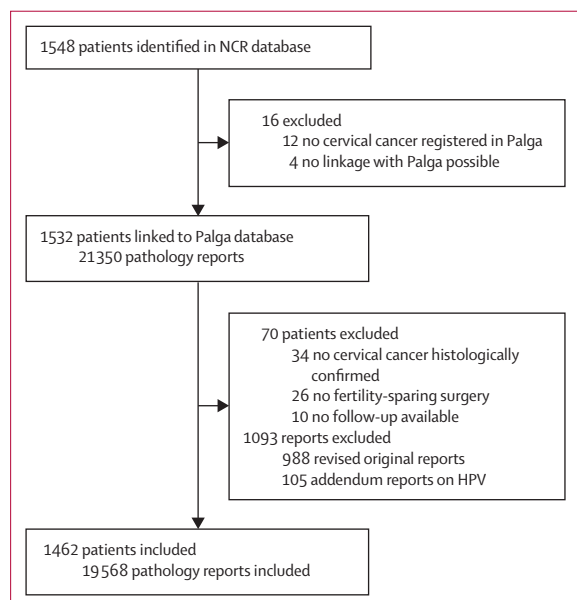 1548 patients identified in NCR database
16 excluded
12 no cervical cancer registered in Palga
4 no linkage with Palga possible
1532 patients linked to Palga database
21350 pathology reports
70 patients excluded
34 no cervical cancer histologically
confirmed
26 no fertility-sparing surgery
10 no follow-up available
1093 reports excluded
988 revised original reports
105 addendum reports on HPV
1462 patients included
19568 pathology reports included